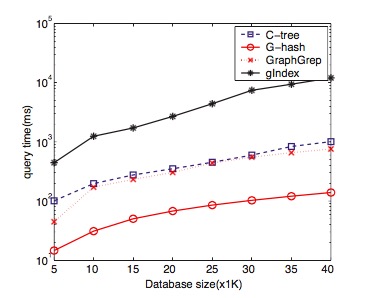 10^5
10^4
10^3
10^2
10
query time(ms)
C-tree
G-hash
GraphGrep
gIndex
5 10 15 20 25 30 35 40
Database size(x1K)